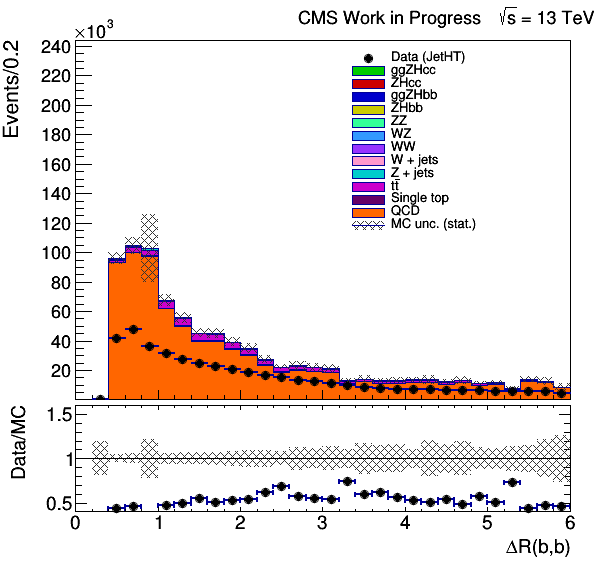 CMS Work in Progress √s = 13 TeV
×10³
Events/0.2
240
220
200
180
160
140
120
100
80
60
40
20
Data (JetHT)
ggZHcc
ZHcc
ggZHbb
ZHbb
ZZ
WZ
WW
W + jets
Z + jets
tt̄
Single top
QCD
MC unc. (stat.)
Data/MC
1.5
1
0.5
0 1 2 3 4 5 6
ΔR(b,b)